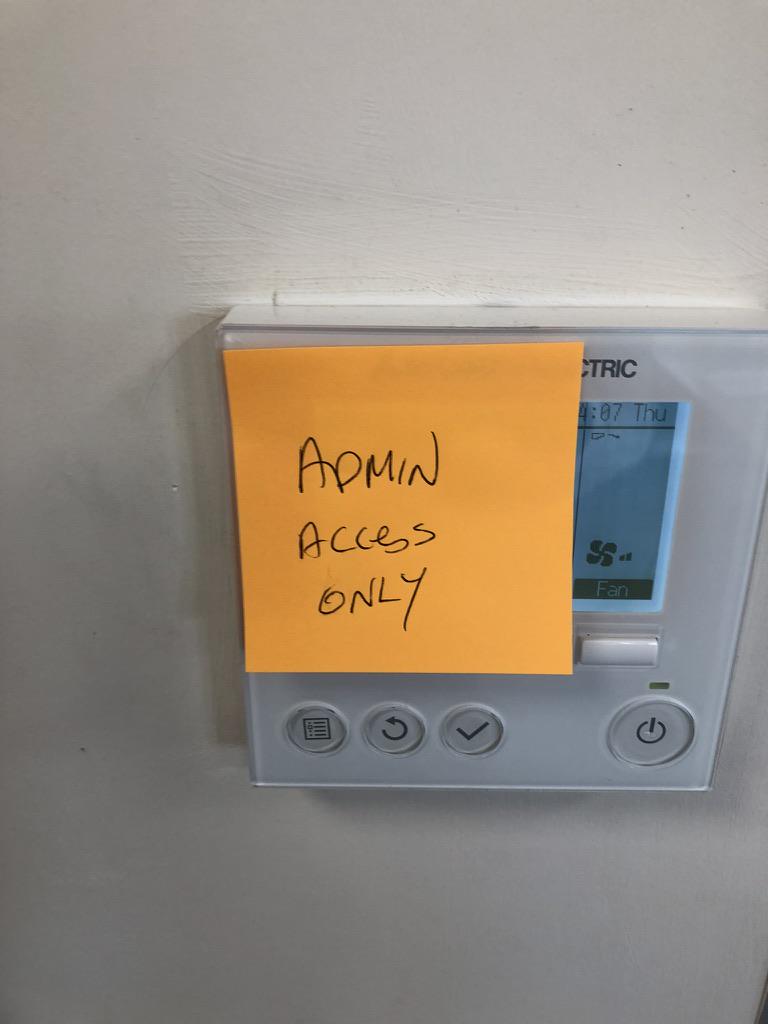 CTRIC
4:07 Thu
ADMIN
ACCESS
ONLY
Fan